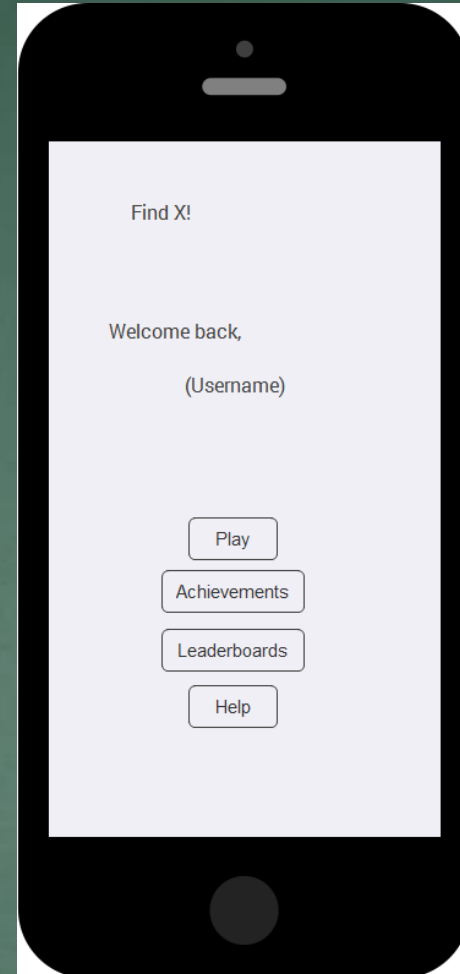 Find X!
Welcome back,
(Username)
Play
Achievements
Leaderboards
Help